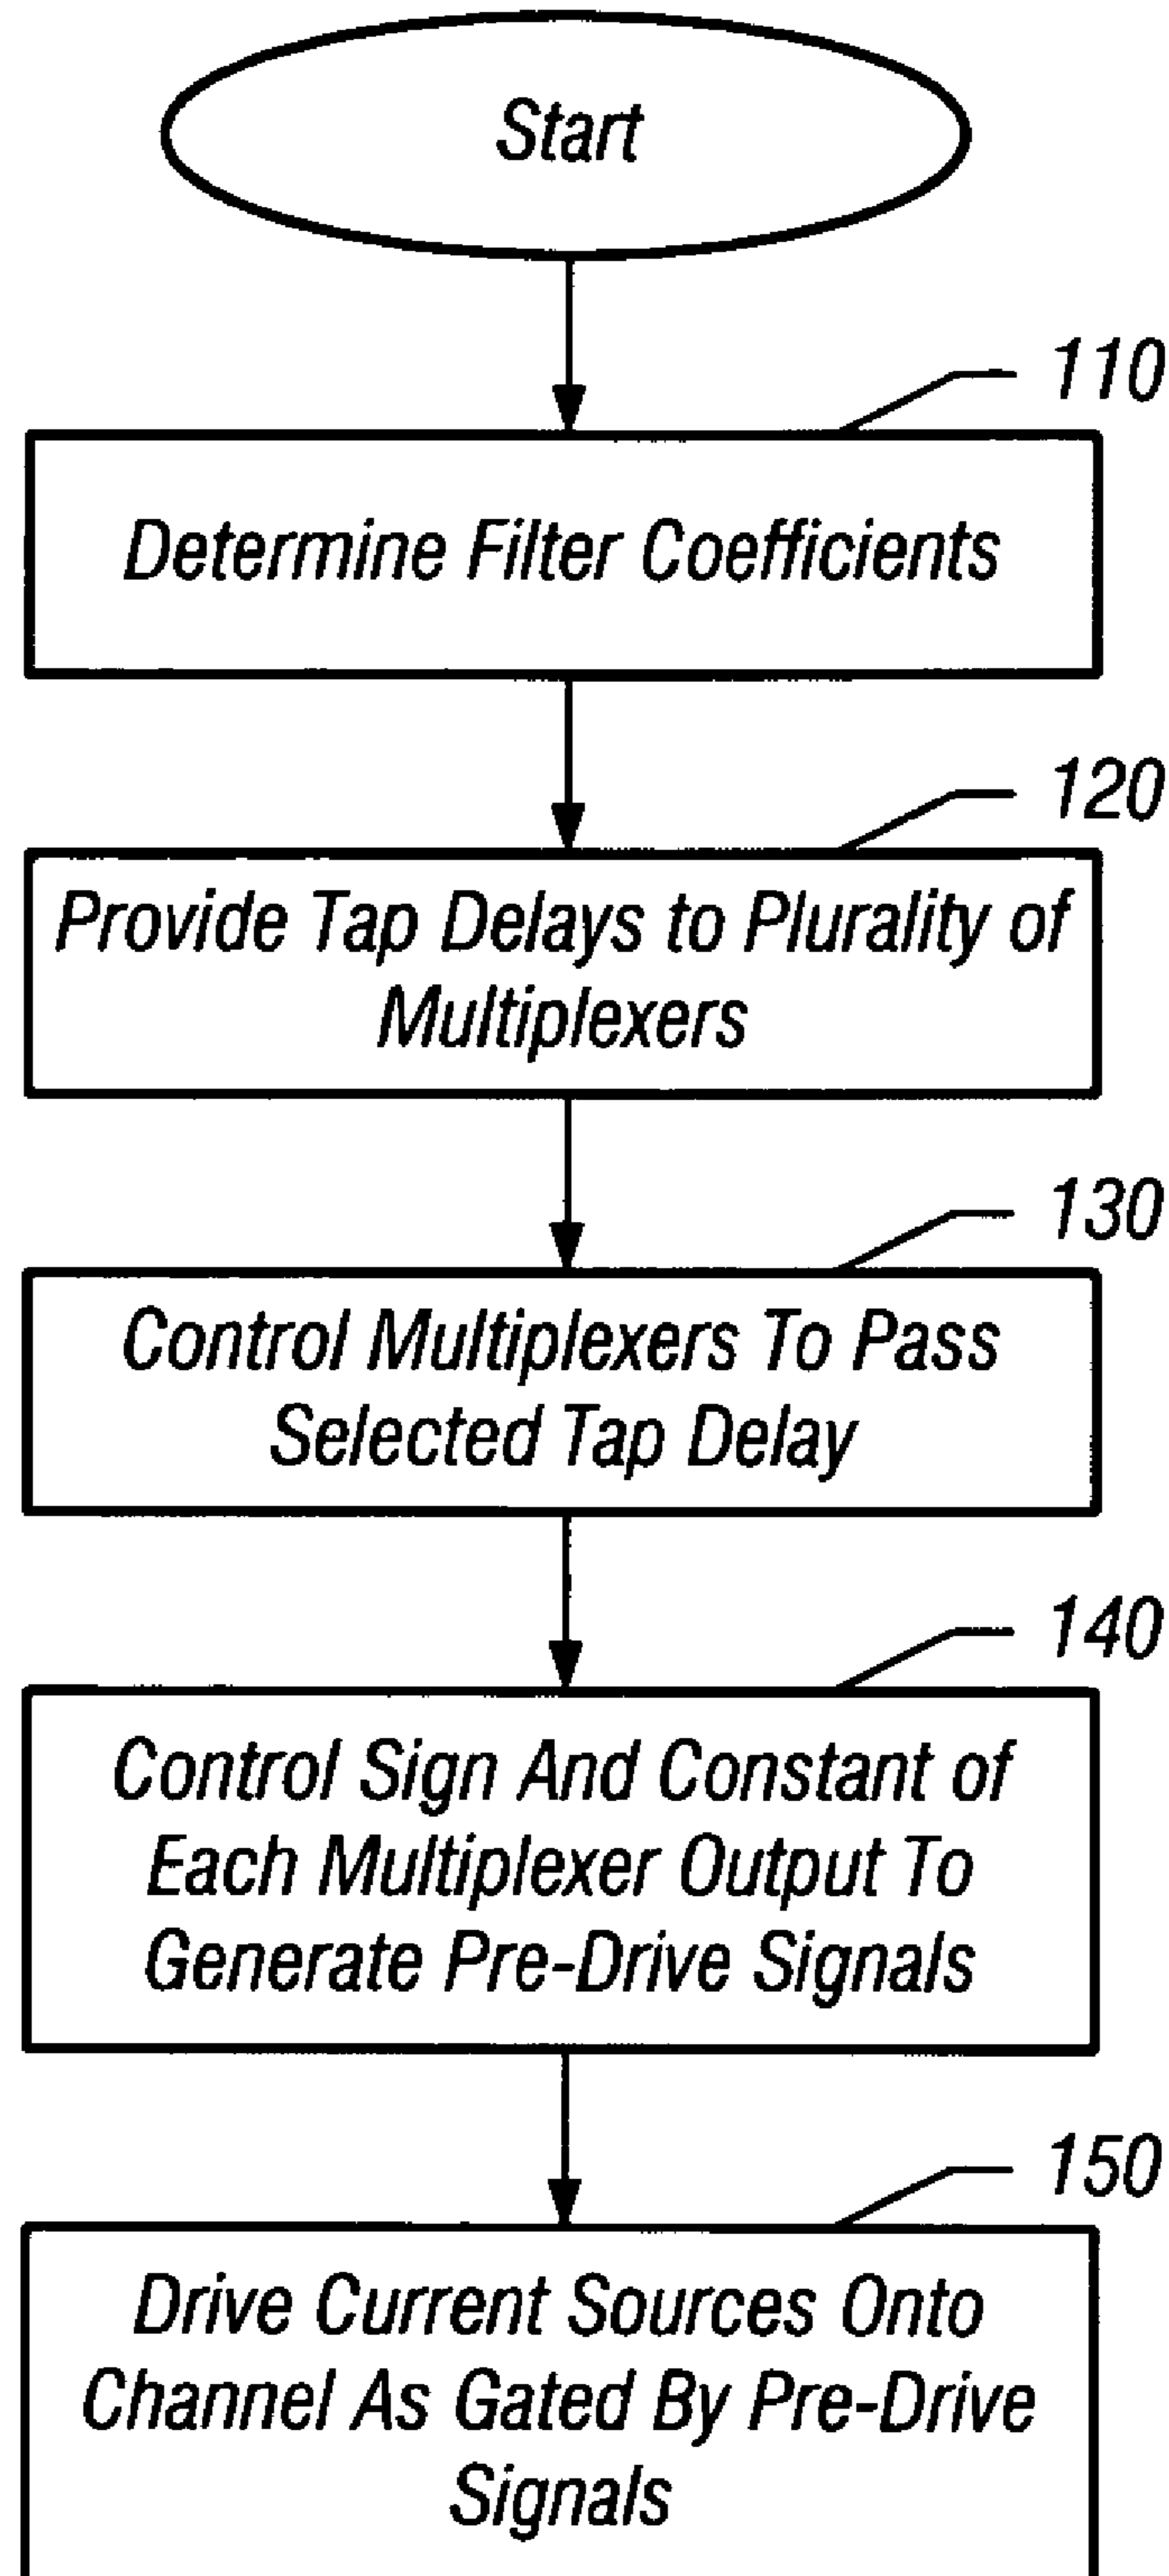 Start
110
Determine Filter Coefficients
120
Provide Tap Delays to Plurality of
Multiplexers
130
Control Multiplexers To Pass
Selected Tap Delay
140
Control Sign And Constant of
Each Multiplexer Output To
Generate Pre-Drive Signals
150
Drive Current Sources Onto
Channel As Gated By Pre-Drive
Signals